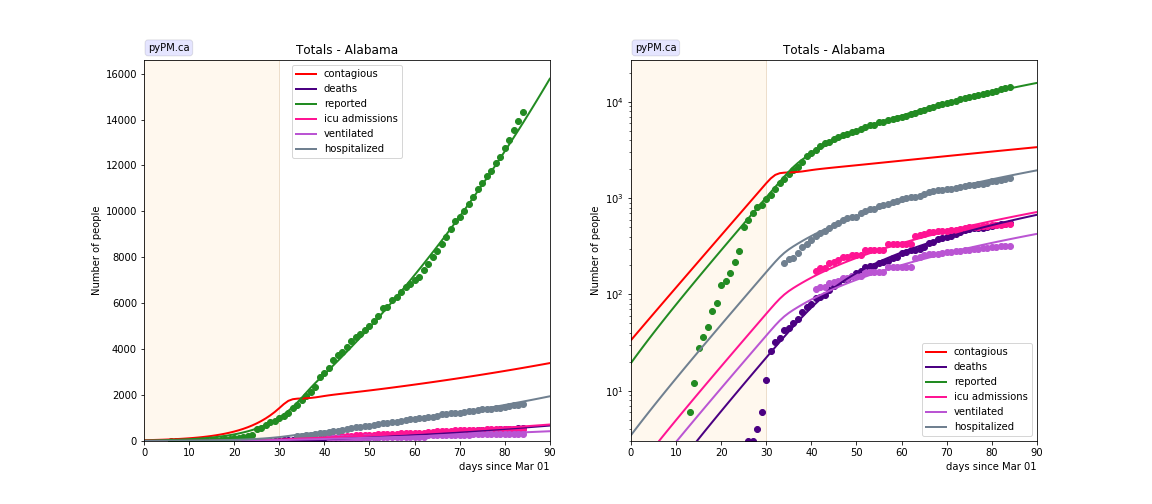 pyPM.ca
Totals - Alabama
Number of people
16000
14000
12000
10000
8000
6000
4000
2000
0
contagious
deaths
reported
icu admissions
ventilated
hospitalized
0 10 20 30 40 50 60 70 80 90
days since Mar 01
pyPM.ca
Totals - Alabama
Number of people
10^4
10^3
10^2
10^1
contagious
deaths
reported
icu admissions
ventilated
hospitalized
0 10 20 30 40 50 60 70 80 90
days since Mar 01